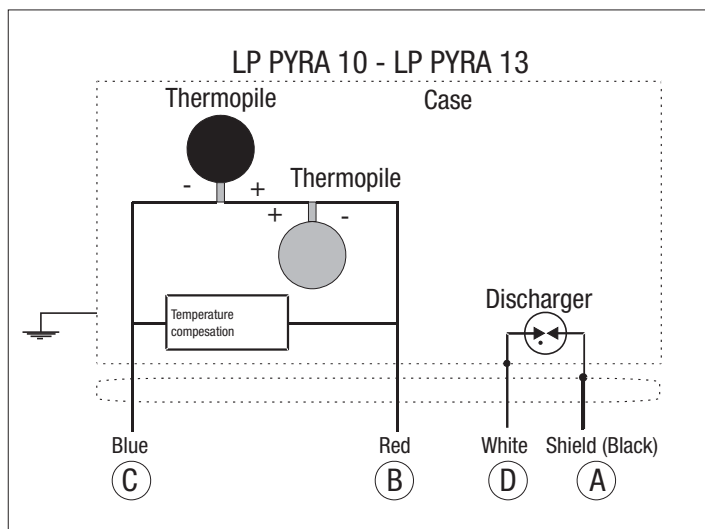 LP PYRA 10 - LP PYRA 13
Case
Thermopile
- +
Thermopile
+ -
Temperature
compesation
Discharger
Blue
Red
White
Shield (Black)
C
B
D
A